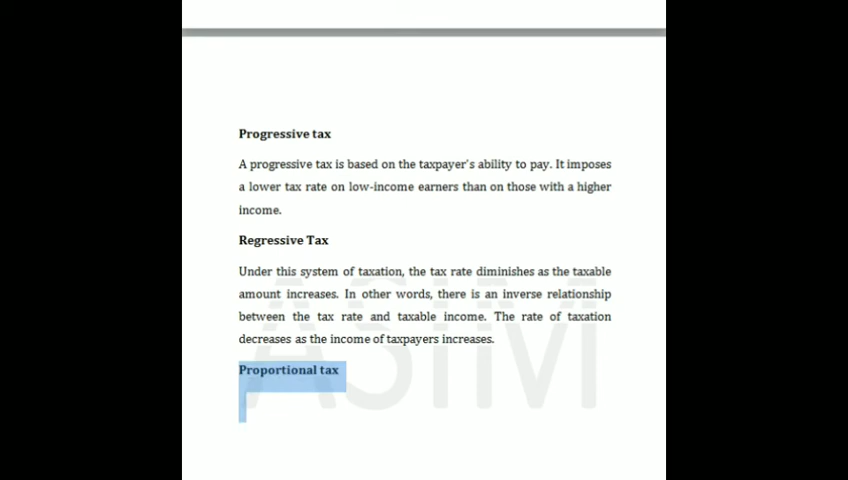 Progressive tax
A progressive tax is based on the taxpayer's ability to pay. It imposes
a lower tax rate on low-income earners than on those with a higher
income.
Regressive Tax
Under this system of taxation, the tax rate diminishes as the taxable
amount increases. In other words, there is an inverse relationship
between the tax rate and taxable income. The rate of taxation
decreases as the income of taxpayers increases.
Proportional tax